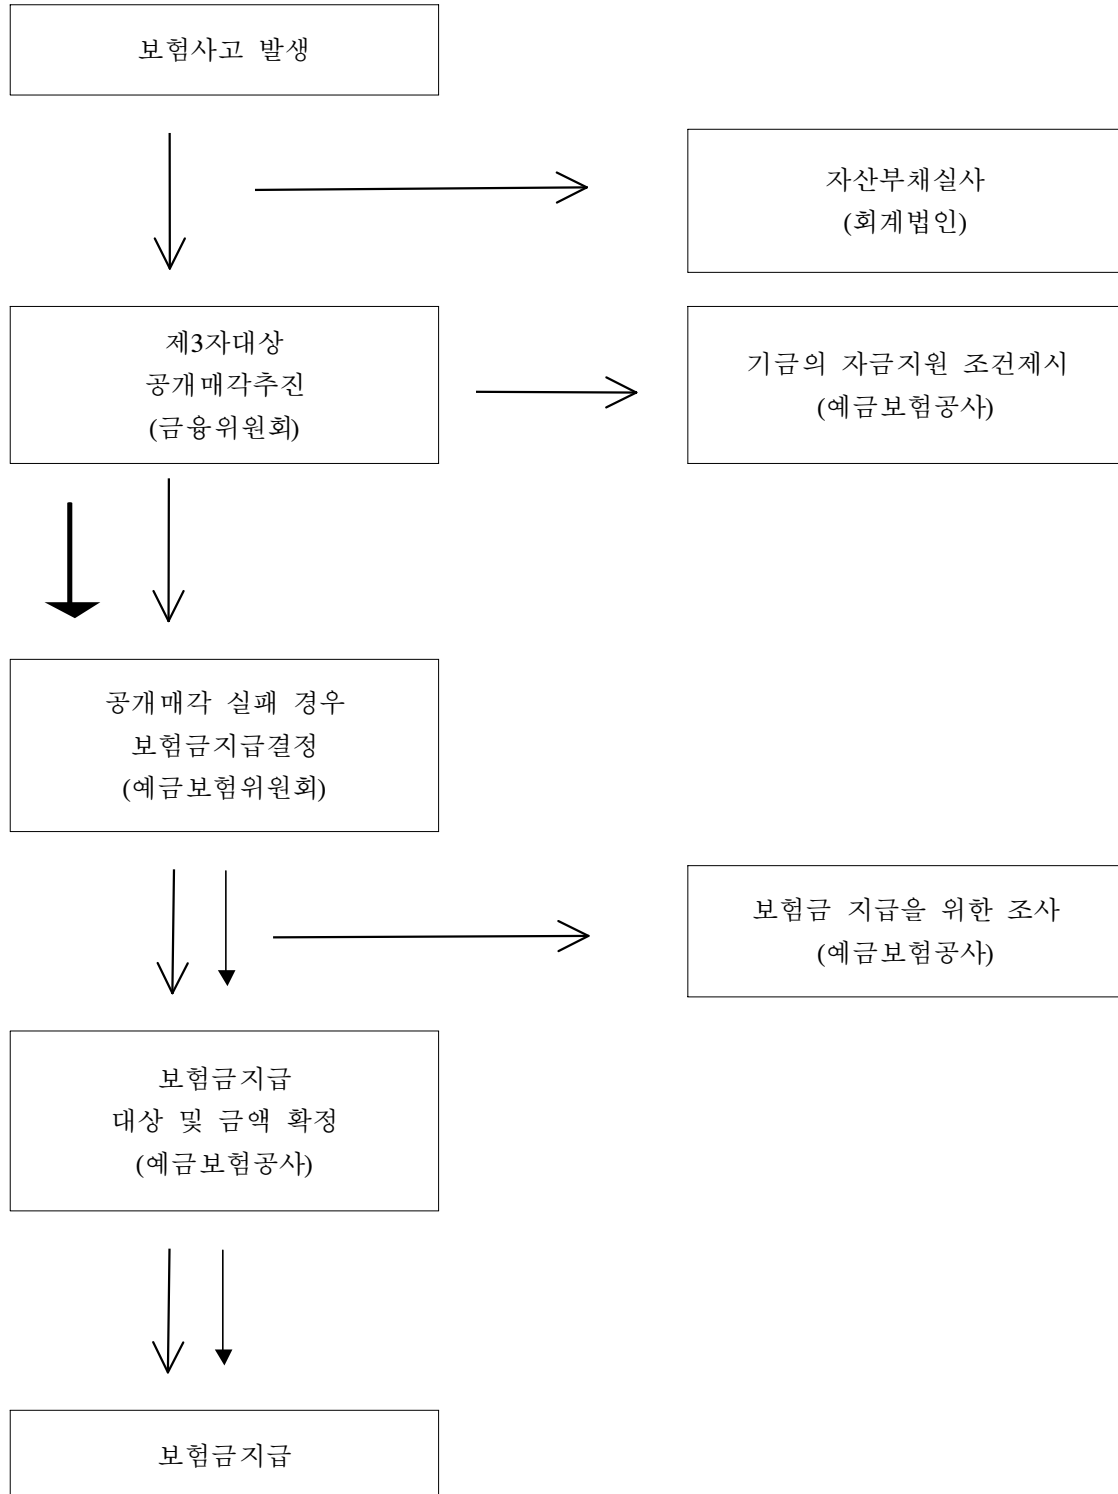 보험사고 발생
자산부채실사
(회계법인)
제3자대상
공개매각추진
(금융위원회)
기금의 자금지원 조건제시
(예금보험공사)
공개매각 실패 경우
보험금지급결정
(예금보험위원회)
보험금 지급을 위한 조사
(예금보험공사)
보험금지급
대상 및 금액 확정
(예금보험공사)
보험금지급